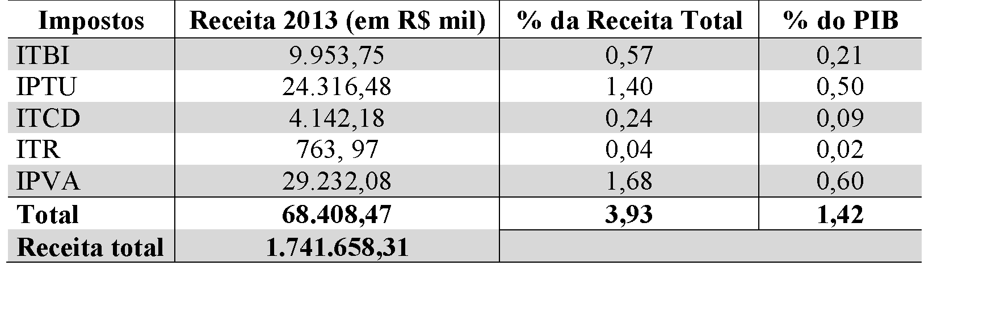 Impostos Receita 2013 (em R$ mil) % da Receita Total % do PIB
ITBI 9.953,75 0,57 0,21
IPTU 24.316,48 1,40 0,50
ITCD 4.142,18 0,24 0,09
ITR 763, 97 0,04 0,02
IPVA 29.232,08 1,68 0,60
Total 68.408,47 3,93 1,42
Receita total 1.741.658,31